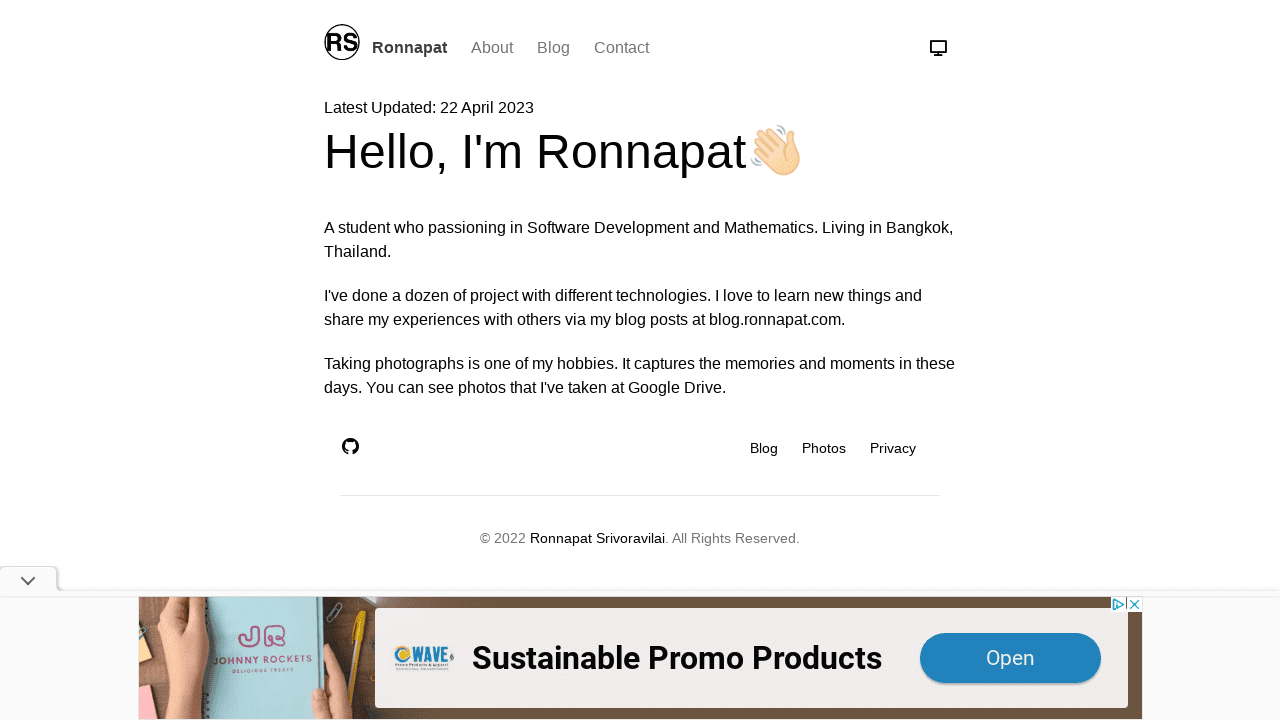 RS
Ronnapat About Blog Contact
Latest Updated: 22 April 2023
Hello, I'm Ronnapat👋🏻
A student who passioning in Software Development and Mathematics. Living in Bangkok,
Thailand.
I've done a dozen of project with different technologies. I love to learn new things and
share my experiences with others via my blog posts at blog.ronnapat.com.
Taking photographs is one of my hobbies. It captures the memories and moments in these
days. You can see photos that I've taken at Google Drive.
Blog Photos Privacy
© 2022 Ronnapat Srivoravilai. All Rights Reserved.
JR
JOHNNY ROCKETS
DELICIOUS TREATS
WAVE
Sustainable Promo Products
Open